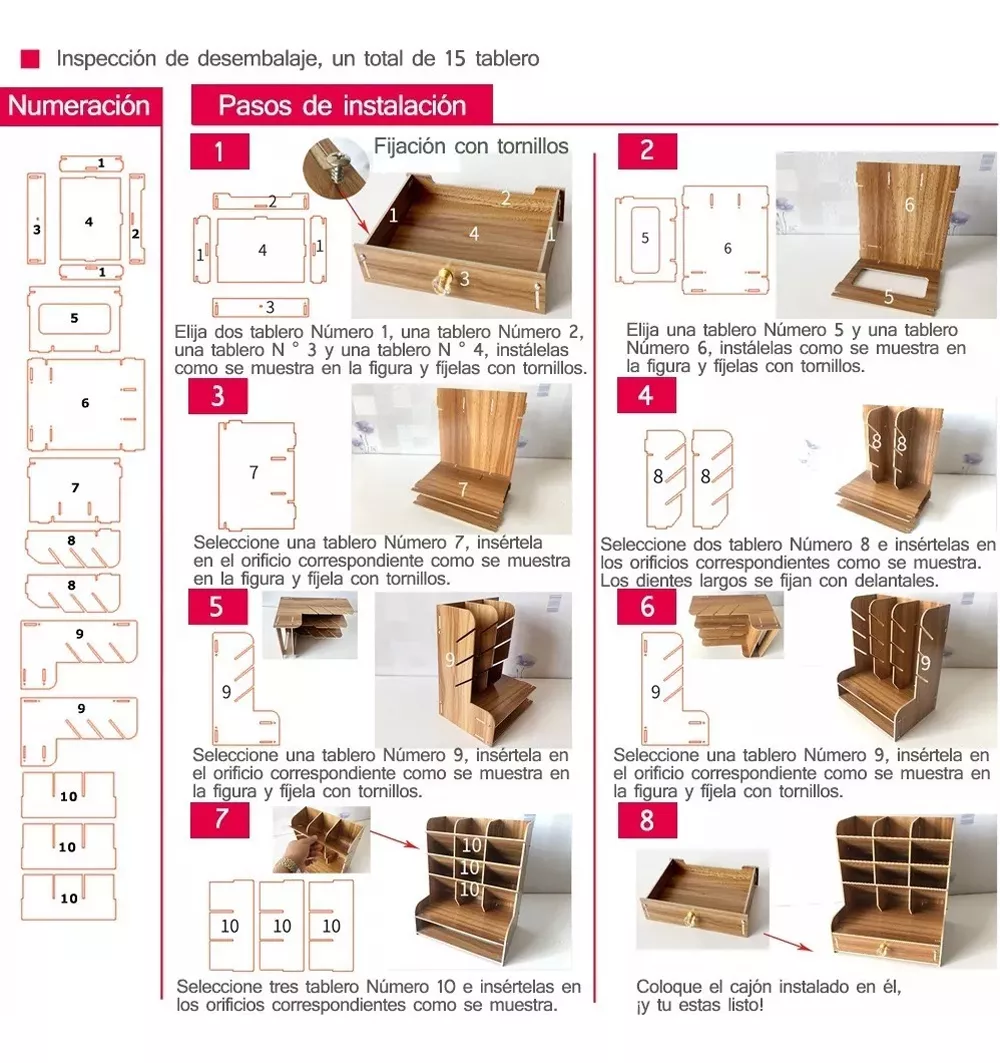 Inspección de desembalaje, un total de 15 tablero
Numeración
1
4
3
2
1
5
6
7
8
8
9
9
10
10
10
Pasos de instalación
1
Fijación con tornillos
2
1
4
1
3
2
1
4
1
3
Elija dos tablero Número 1, una tablero Número 2,
una tablero N ° 3 y una tablero N ° 4, instálelas
como se muestra en la figura y fíjelas con tornillos.
2
5
6
6
5
Elija una tablero Número 5 y una tablero
Número 6, instálelas como se muestra en
la figura y fíjelas con tornillos.
3
7
7
Seleccione una tablero Número 7, insértela
en el orificio correspondiente como se muestra
en la figura y fíjela con tornillos.
4
8
8
8
8
Seleccione dos tablero Número 8 e insértelas en
los orificios correspondientes como se muestra.
Los dientes largos se fijan con delantales.
5
9
9
Seleccione una tablero Número 9, insértela en
el orificio correspondiente como se muestra en
la figura y fíjela con tornillos.
6
9
9
Seleccione una tablero Número 9, insértela en
el orificio correspondiente como se muestra en
la figura y fíjela con tornillos.
7
10
10
10
10
10
10
Seleccione tres tablero Número 10 e insértelas en
los orificios correspondientes como se muestra.
8
Coloque el cajón instalado en él,
¡y tu estas listo!